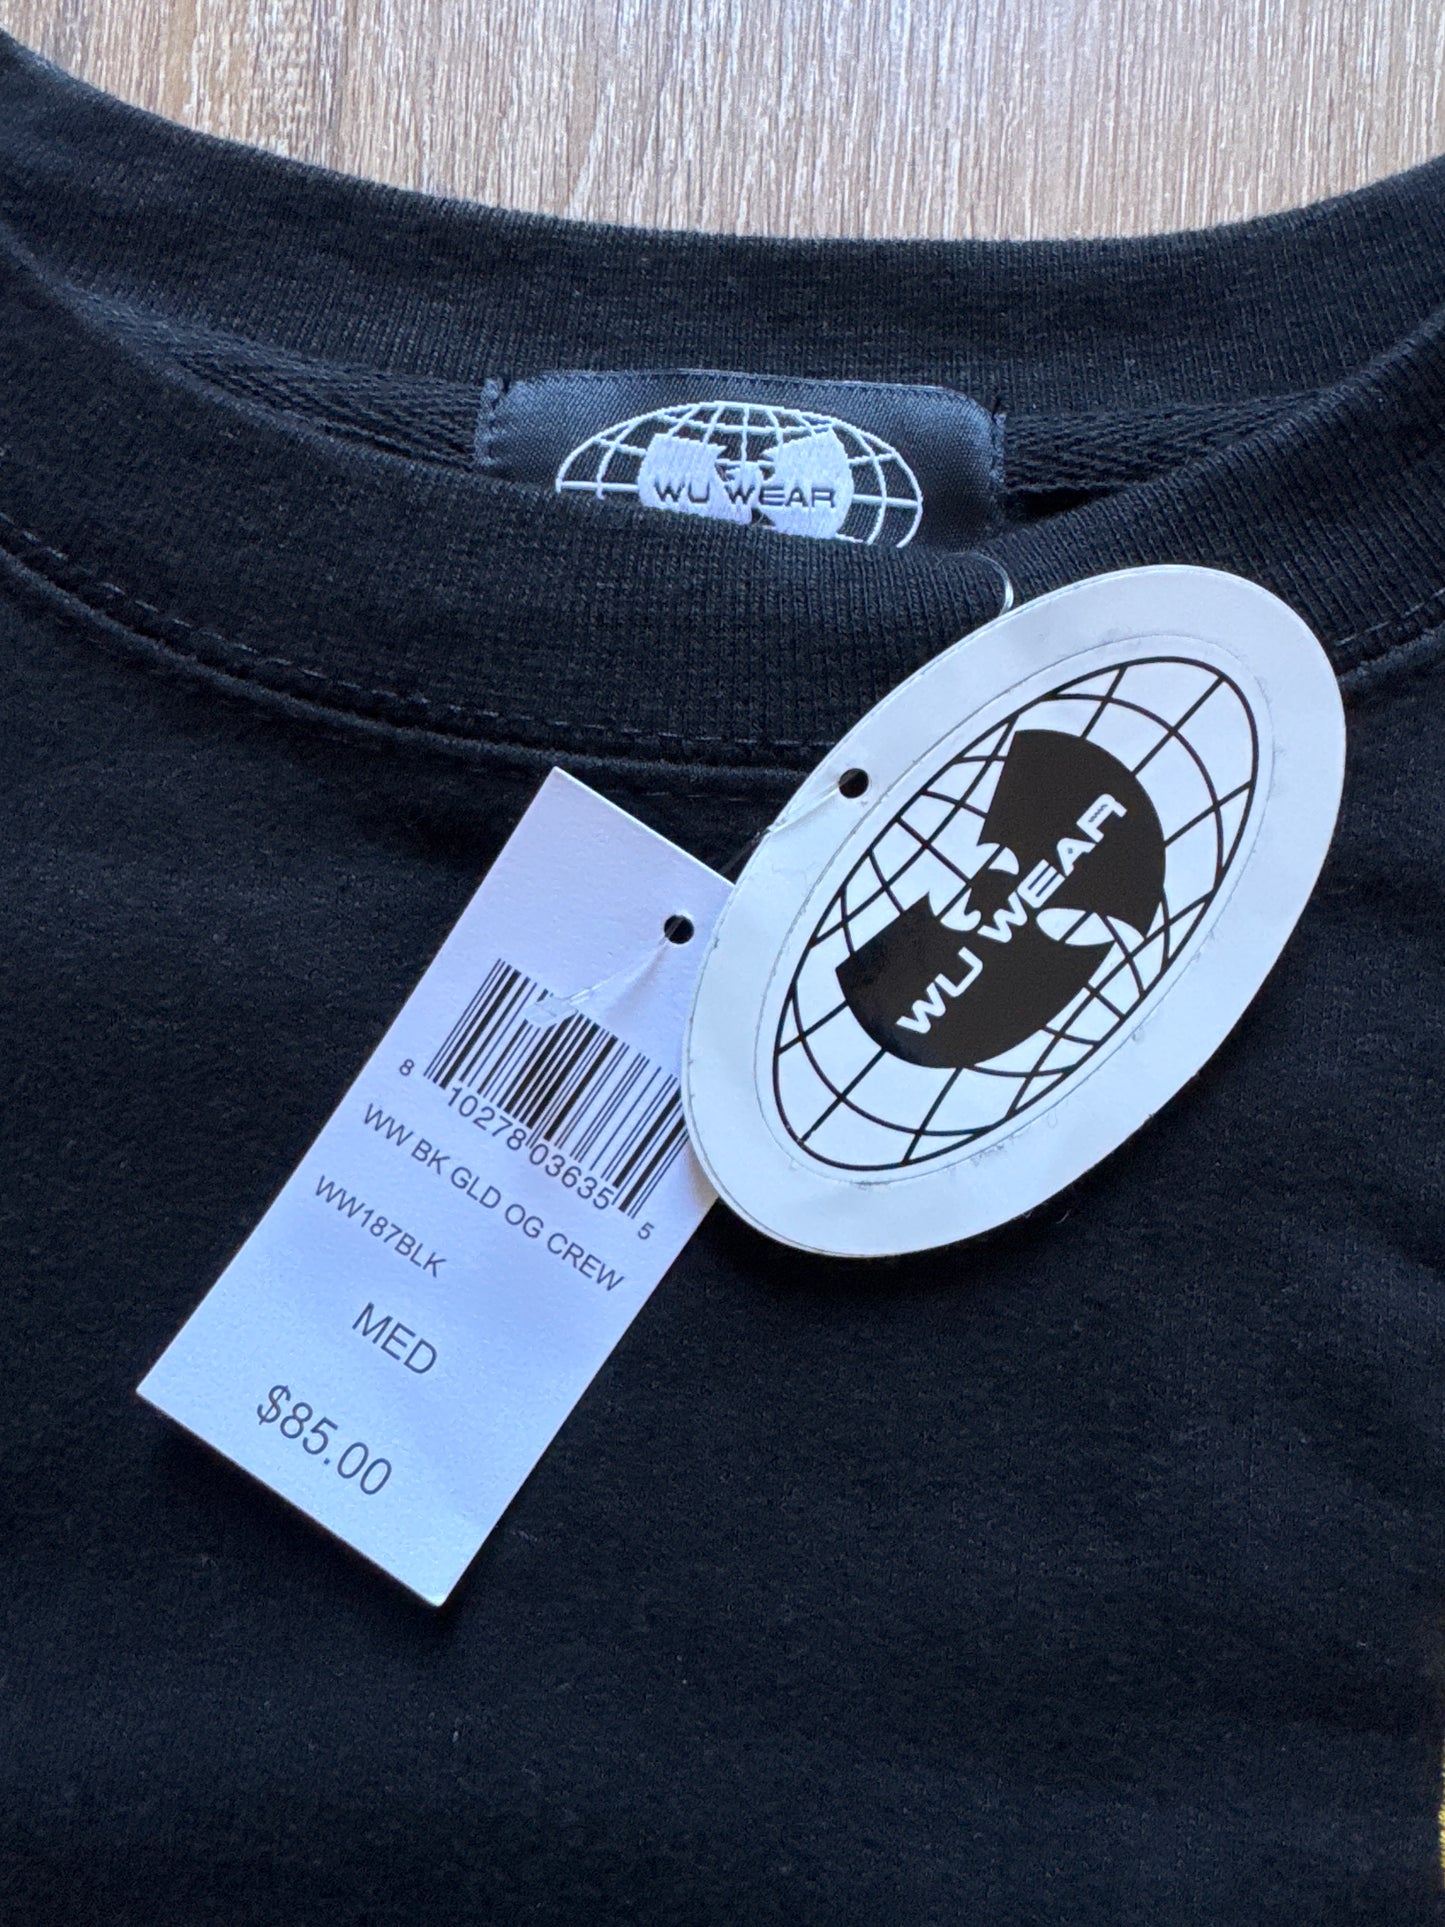 WU WEAR
WU WEAR
8 10278 03635 5
WW BK GLD OG CREW
WW187BLK
MED
$85.00